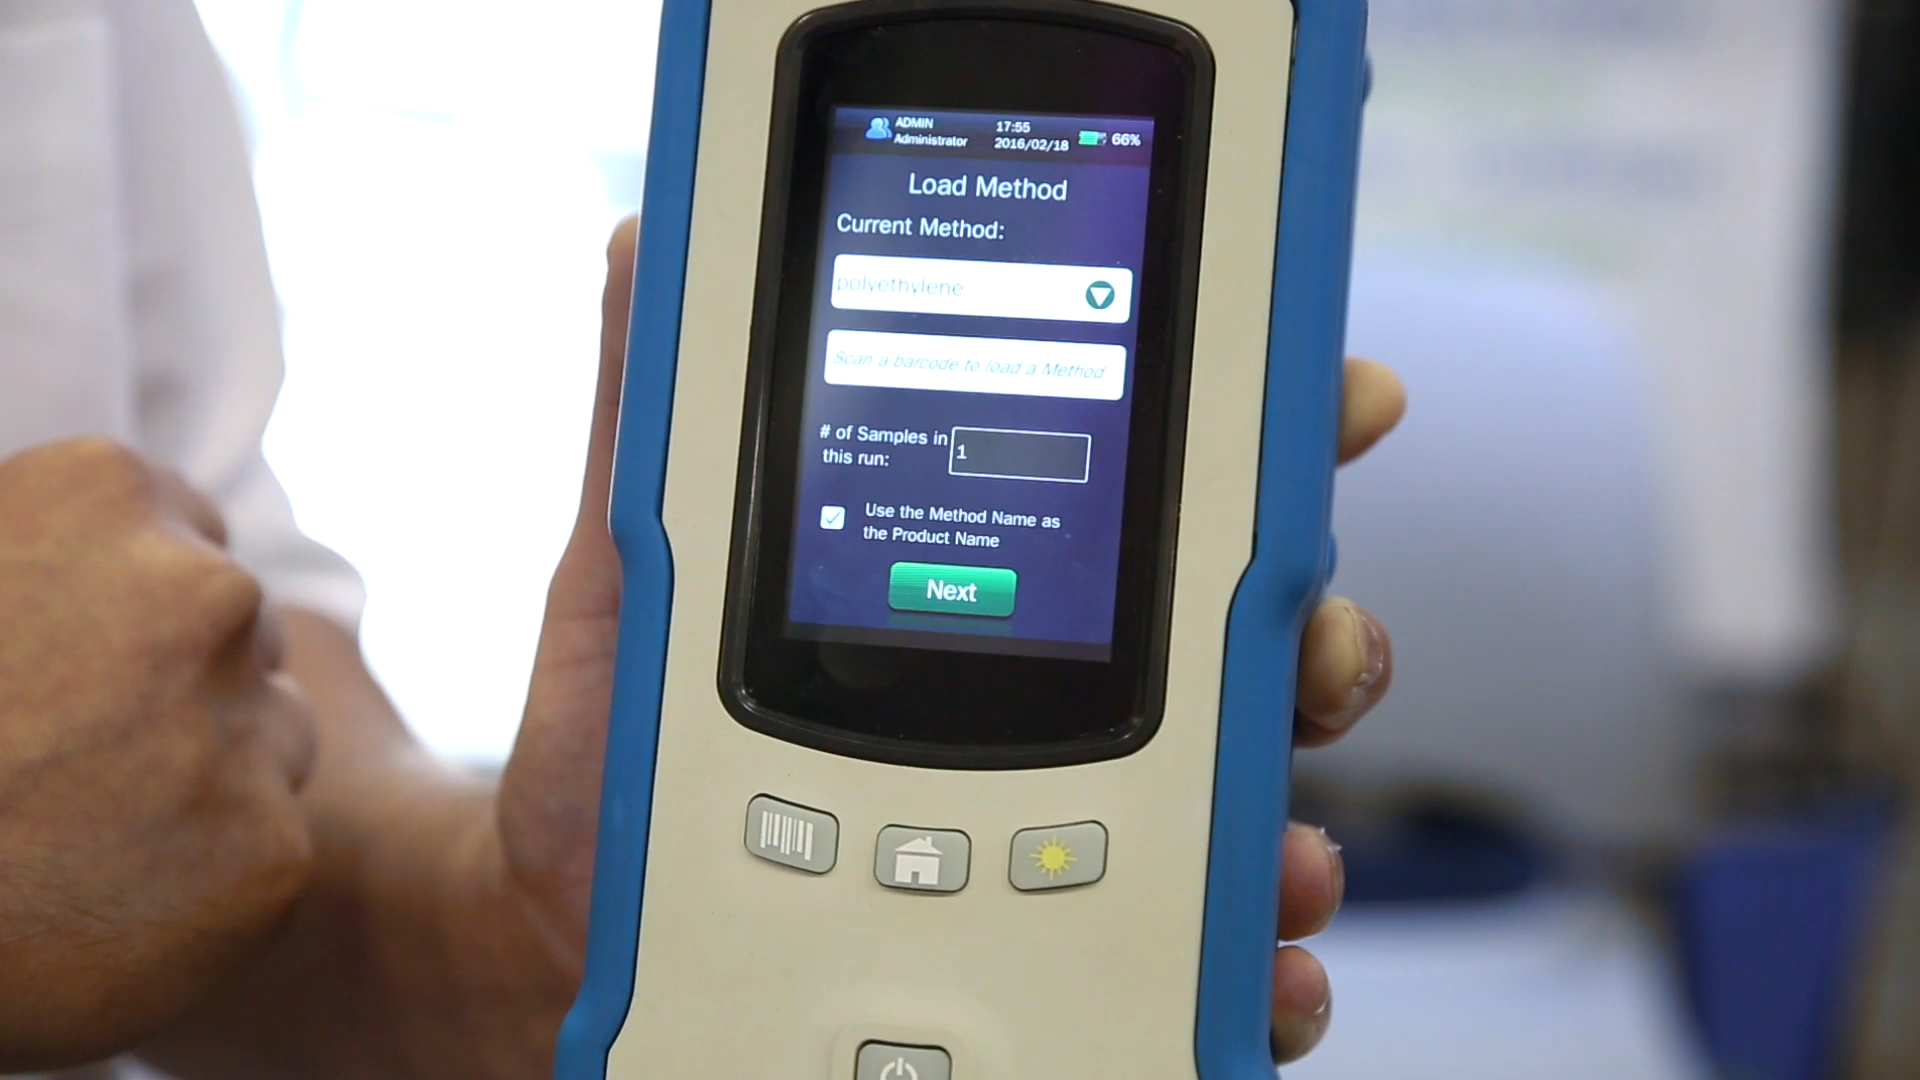 ADMIN
Administrator
17:55
2016/02/18
66%
Load Method
Current Method:
polyethylene
Scan a barcode to load a Method
# of Samples in
this run:
1
Use the Method Name as
the Product Name
Next